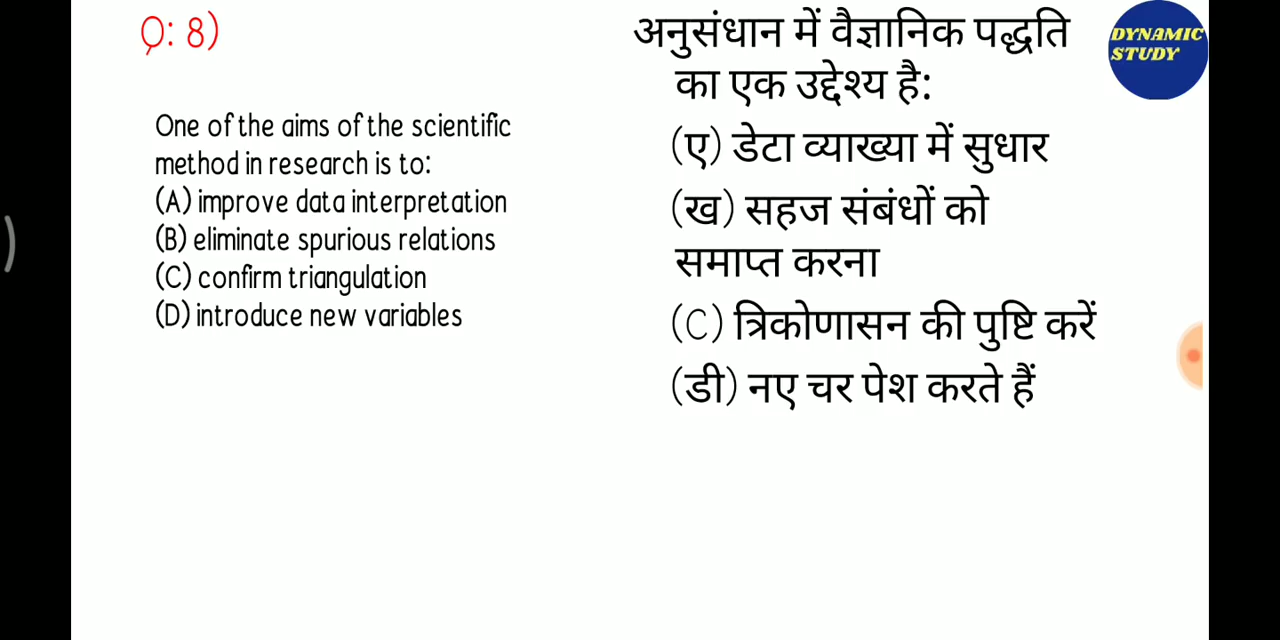 Q: 8)
One of the aims of the scientific
method in research is to:
(A) improve data interpretation
(B) eliminate spurious relations
(C) confirm triangulation
(D) introduce new variables
अनुसंधान में वैज्ञानिक पद्धति
का एक उद्देश्य है:
(ए) डेटा व्याख्या में सुधार
(ख) सहज संबंधों को
समाप्त करना
(C) त्रिकोणासन की पुष्टि करें
(डी) नए चर पेश करते हैं
DYNAMIC
STUDY